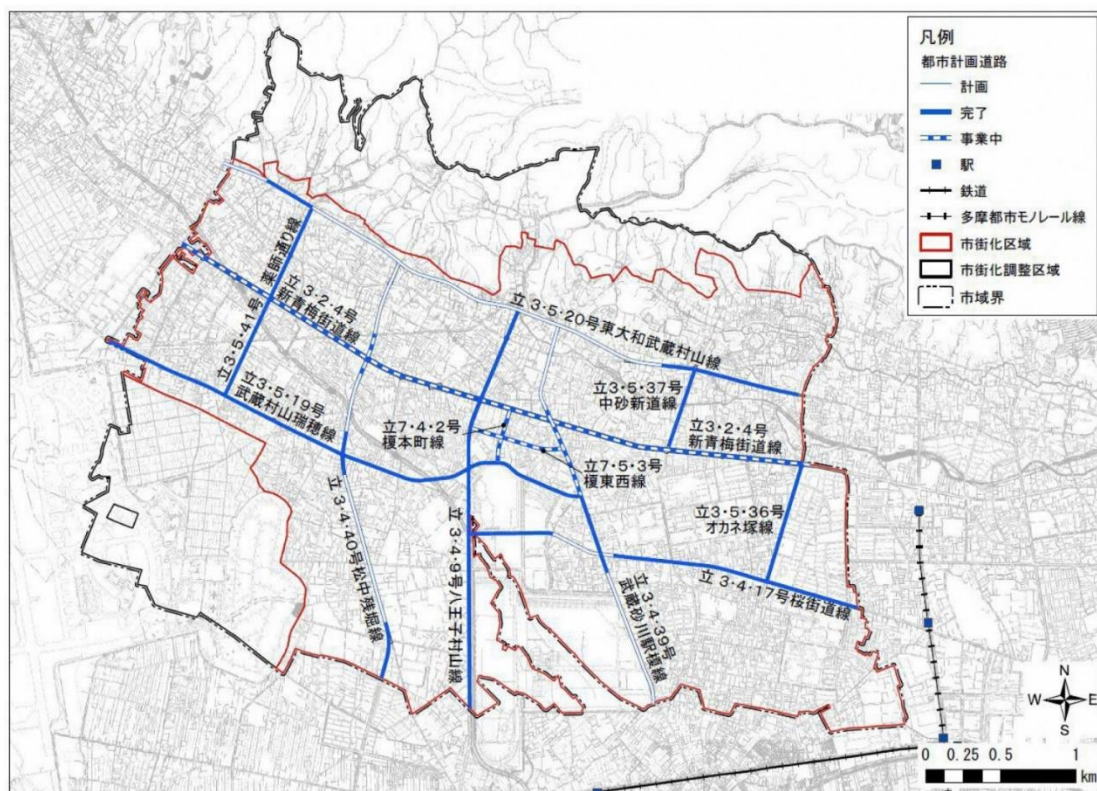 凡例
都市計画道路
計画
完了
事業中
駅
鉄道
多摩都市モノレール線
市街化区域
市街化調整区域
市域界
立3・5・41号
薬師通り線
立3・2・4号
新青梅街道線
立3・5・20号東大和武蔵村山線
立3・5・19号
武蔵村山瑞穂線
立3・5・37号
中砂新道線
立7・4・2号
榎本町線
立3・2・4号
新青梅街道線
立7・5・3号
榎東西線
立3・5・36号
オカネ塚線
立3・4・40号松中残堀線
立3・4・9号八王子村山線
立3・4・39号
武蔵砂川駅榎線
立3・4・17号桜街道線
N
W E
S
0 0.25 0.5 1
km